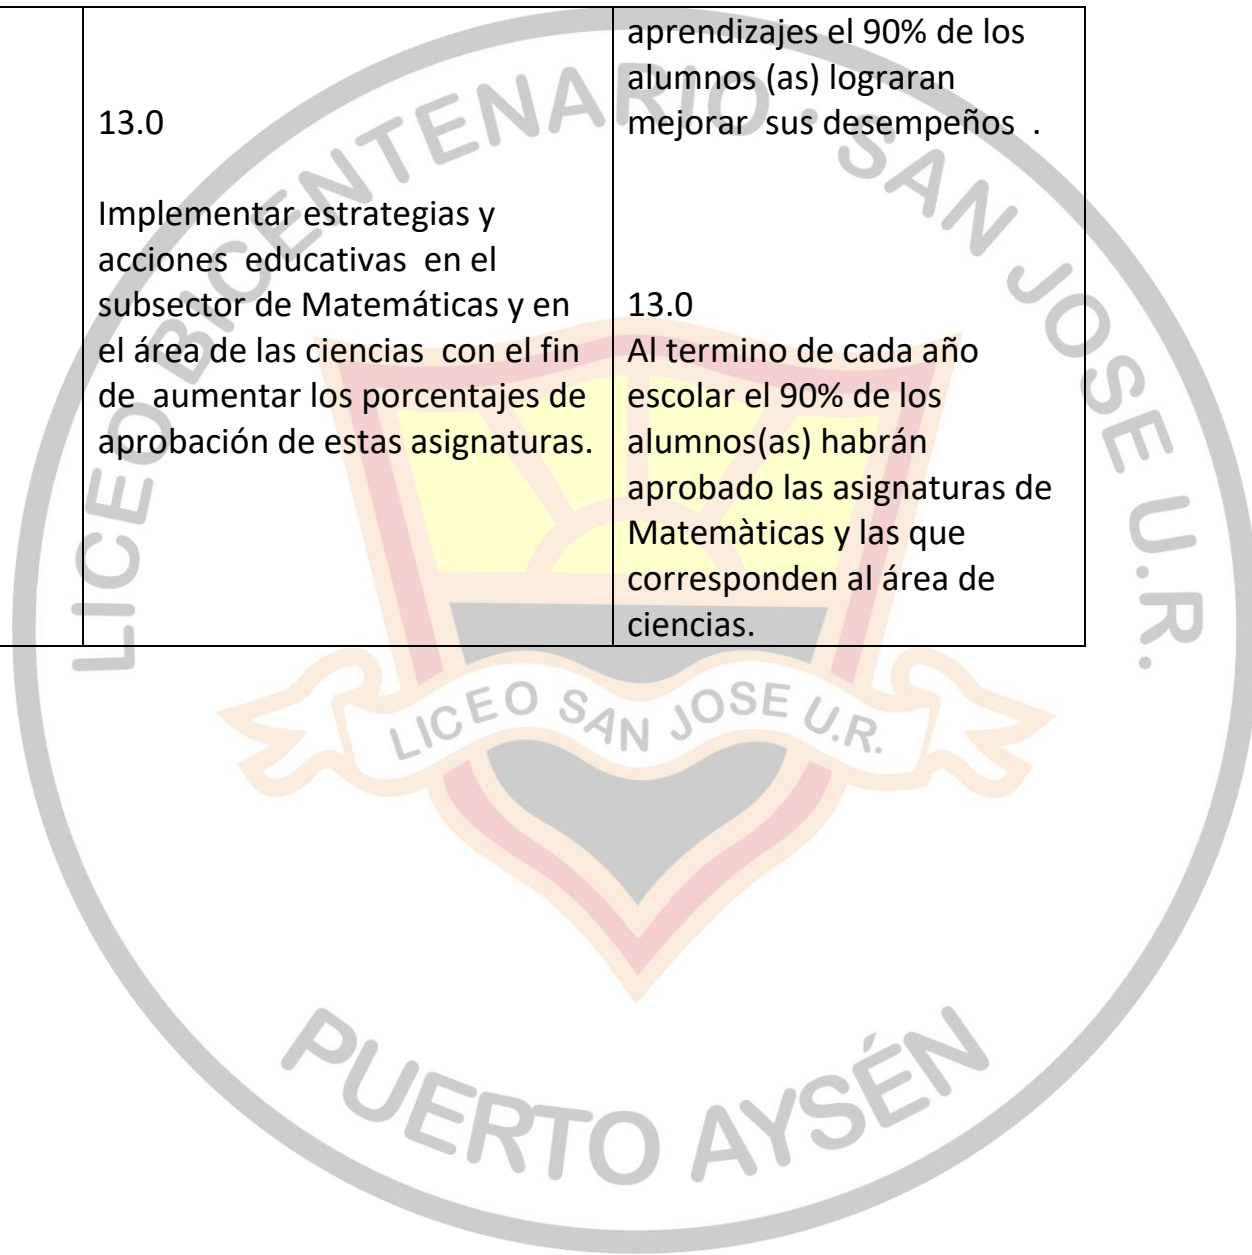 aprendizajes el 90% de los
alumnos (as) lograran
mejorar sus desempeños .
13.0
Implementar estrategias y
acciones educativas en el
subsector de Matemáticas y en
el área de las ciencias con el fin
de aumentar los porcentajes de
aprobación de estas asignaturas.
13.0
Al termino de cada año
escolar el 90% de los
alumnos(as) habrán
aprobado las asignaturas de
Matemàticas y las que
corresponden al área de
ciencias.
LICEO BICENTENARIO · SAN JOSE U.R.
LICEO SAN JOSE U.R.
PUERTO AYSÉN